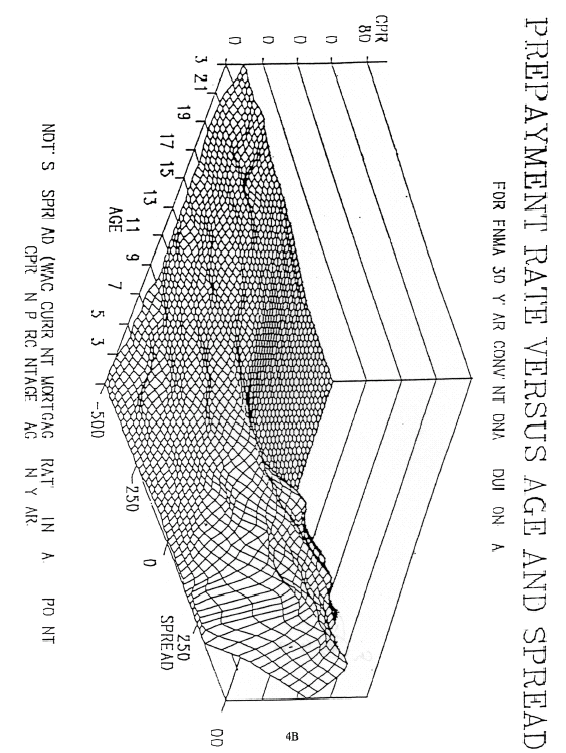 PREPAYMENT RATE VERSUS AGE AND SPREAD
FOR FNMA 30 Y AR CONV NT ONA DUI ON A
CPR
80
0
0
0
0
3 21 19 17 15 13 11 9 7 5 3
AGE
-500 -250 0 250 00
SPREAD
NOT'S SPR AD (WAC CURR NT MORTGAG RAT' IN A PO NT
CPR N P RC NTAGE AG N Y AR
4B